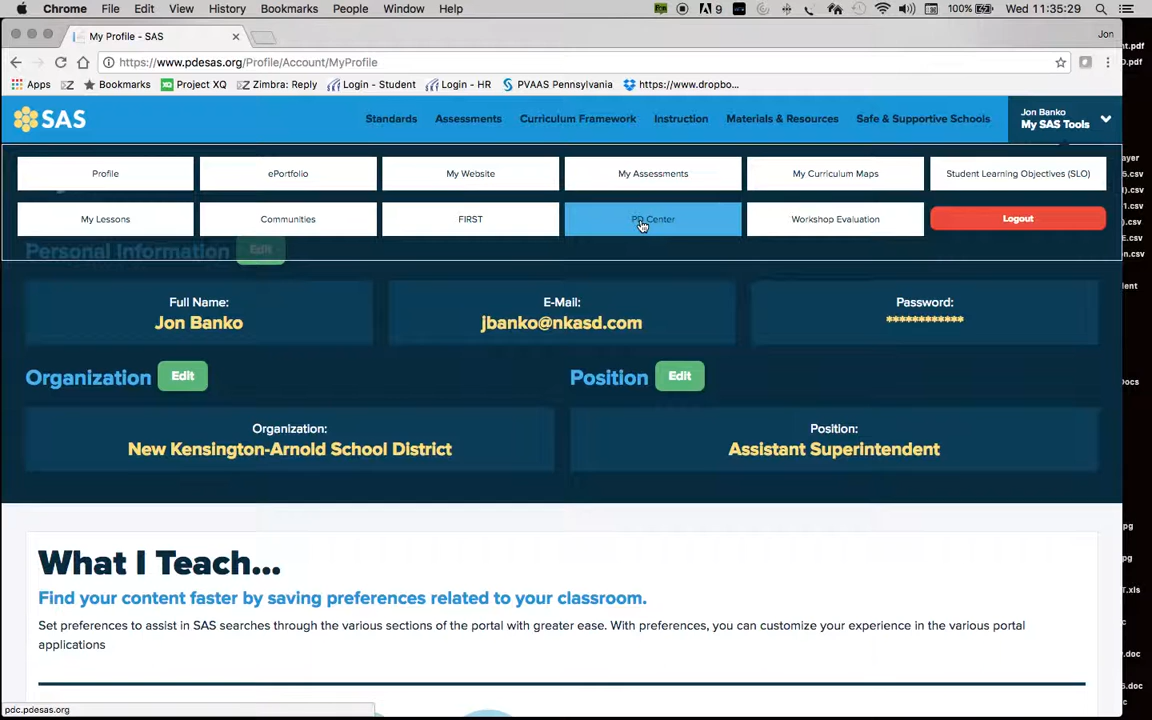 Chrome File Edit View History Bookmarks People Window Help 9 100% Wed 11:35:29
My Profile - SAS Jon
https://www.pdesas.org/Profile/Account/MyProfile
Apps Bookmarks Project XQ Zimbra: Reply Login - Student Login - HR PVAAS Pennsylvania https://www.dropbo...
SAS Standards Assessments Curriculum Framework Instruction Materials & Resources Safe & Supportive Schools
Jon Banko
My SAS Tools
Profile ePortfolio My Website My Assessments My Curriculum Maps Student Learning Objectives (SLO)
My Lessons Communities FIRST PD Center Workshop Evaluation Logout
Personal Information Edit
Full Name: E-Mail: Password:
Jon Banko jbanko@nkasd.com ************
Organization Edit Position Edit
Organization: Position:
New Kensington-Arnold School District Assistant Superintendent
What I Teach...
Find your content faster by saving preferences related to your classroom.
Set preferences to assist in SAS searches through the various sections of the portal with greater ease. With preferences, you can customize your experience in the various portal
applications
pdc.pdesas.org